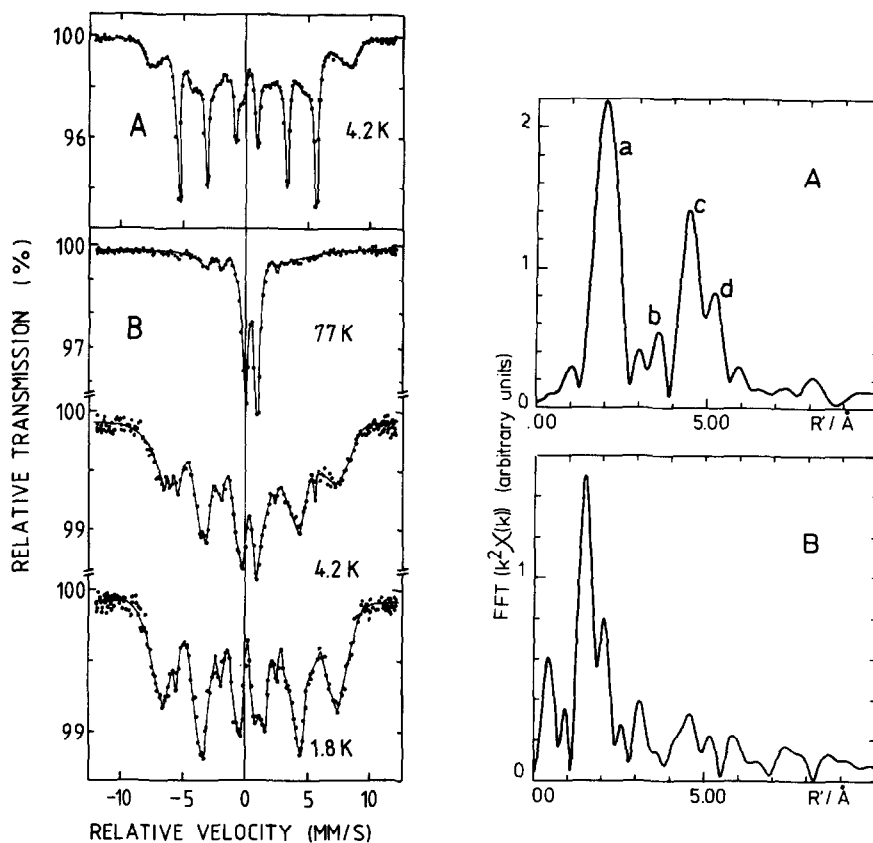 RELATIVE TRANSMISSION (%)
100
96
A
4.2 K
100
97
B
77 K
100
99
4.2 K
100
99
1.8 K
-10 -5 0 5 10
RELATIVE VELOCITY (MM/S)
FFT (k²χ(k)) (arbitrary units)
2
1
0
a
b
c
d
A
.00 5.00 R'/Å
1
0
B
00 5.00 R'/Å